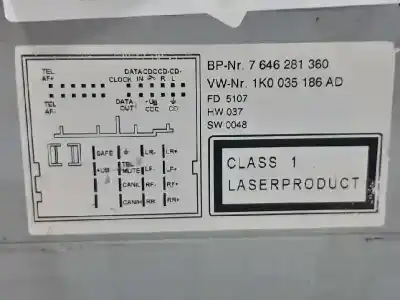 TEL
AF+
DATA CDC CD- CD-
CLOCK IN R L
TEL
AF-
DATA
OUT
+UB
CDC
CD
SAFE
LR-
LR+
+UB
TEL
MUTE
LF-
LF+
CANL
RF-
RF+
CANH
RR-
RR+
BP-Nr. 7 646 281 360
VW-Nr. 1K0 035 186 AD
FD 5107
HW 037
SW 0048
CLASS 1
LASERPRODUCT